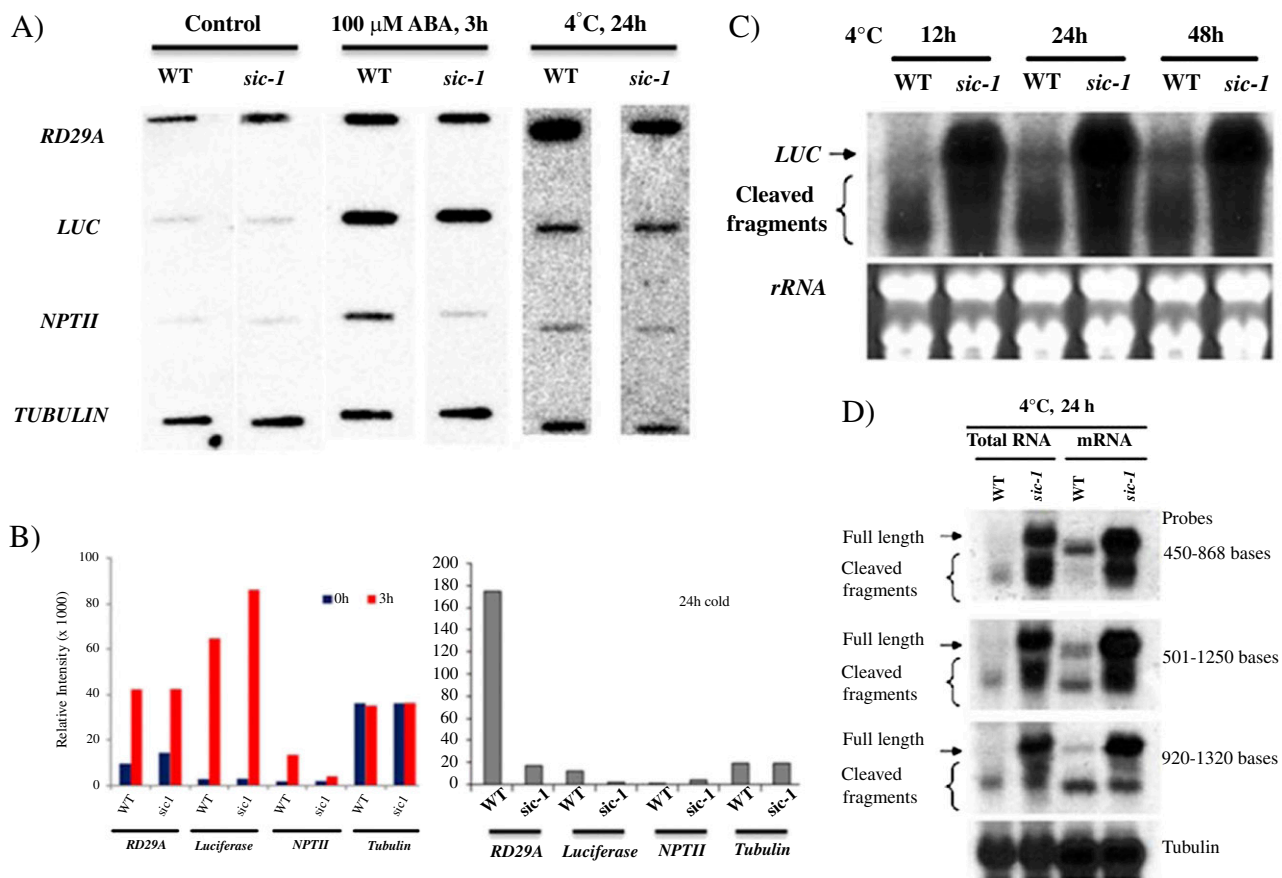 A)
Control
100 μM ABA, 3h
4°C, 24h
WT
sic-1
WT
sic-1
WT
sic-1
RD29A
LUC
NPTII
TUBULIN
B)
100
80
60
40
20
0
Relative Intensity (x 1000)
0h
3h
WT
sic1
WT
sic1
WT
sic1
WT
sic1
RD29A
Luciferase
NPTII
Tubulin
200
180
160
140
120
100
80
60
40
20
0
24h cold
WT
sic-1
WT
sic-1
WT
sic-1
WT
sic-1
RD29A
Luciferase
NPTII
Tubulin
C)
4°C
12h
24h
48h
WT
sic-1
WT
sic-1
WT
sic-1
LUC
Cleaved
fragments
rRNA
D)
4°C, 24 h
Total RNA
mRNA
WT
sic-1
WT
sic-1
Probes
Full length
450-868 bases
Cleaved
fragments
Full length
501-1250 bases
Cleaved
fragments
Full length
920-1320 bases
Cleaved
fragments
Tubulin